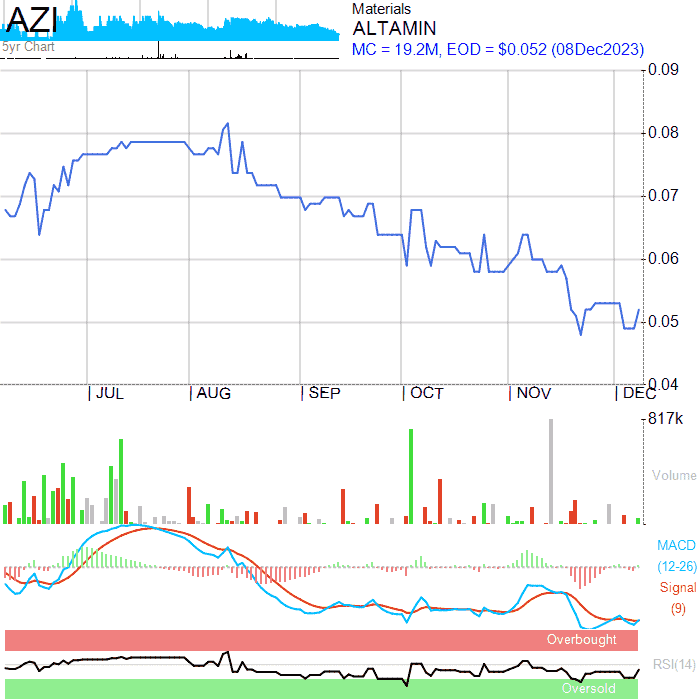 AZI
5yr Chart
Materials
ALTAMIN
MC = 19.2M, EOD = $0.052 (08Dec2023)
0.09
0.08
0.07
0.06
0.05
0.04
JUL AUG SEP OCT NOV DEC
817k
Volume
MACD
(12-26)
Signal
(9)
Overbought
RSI(14)
Oversold